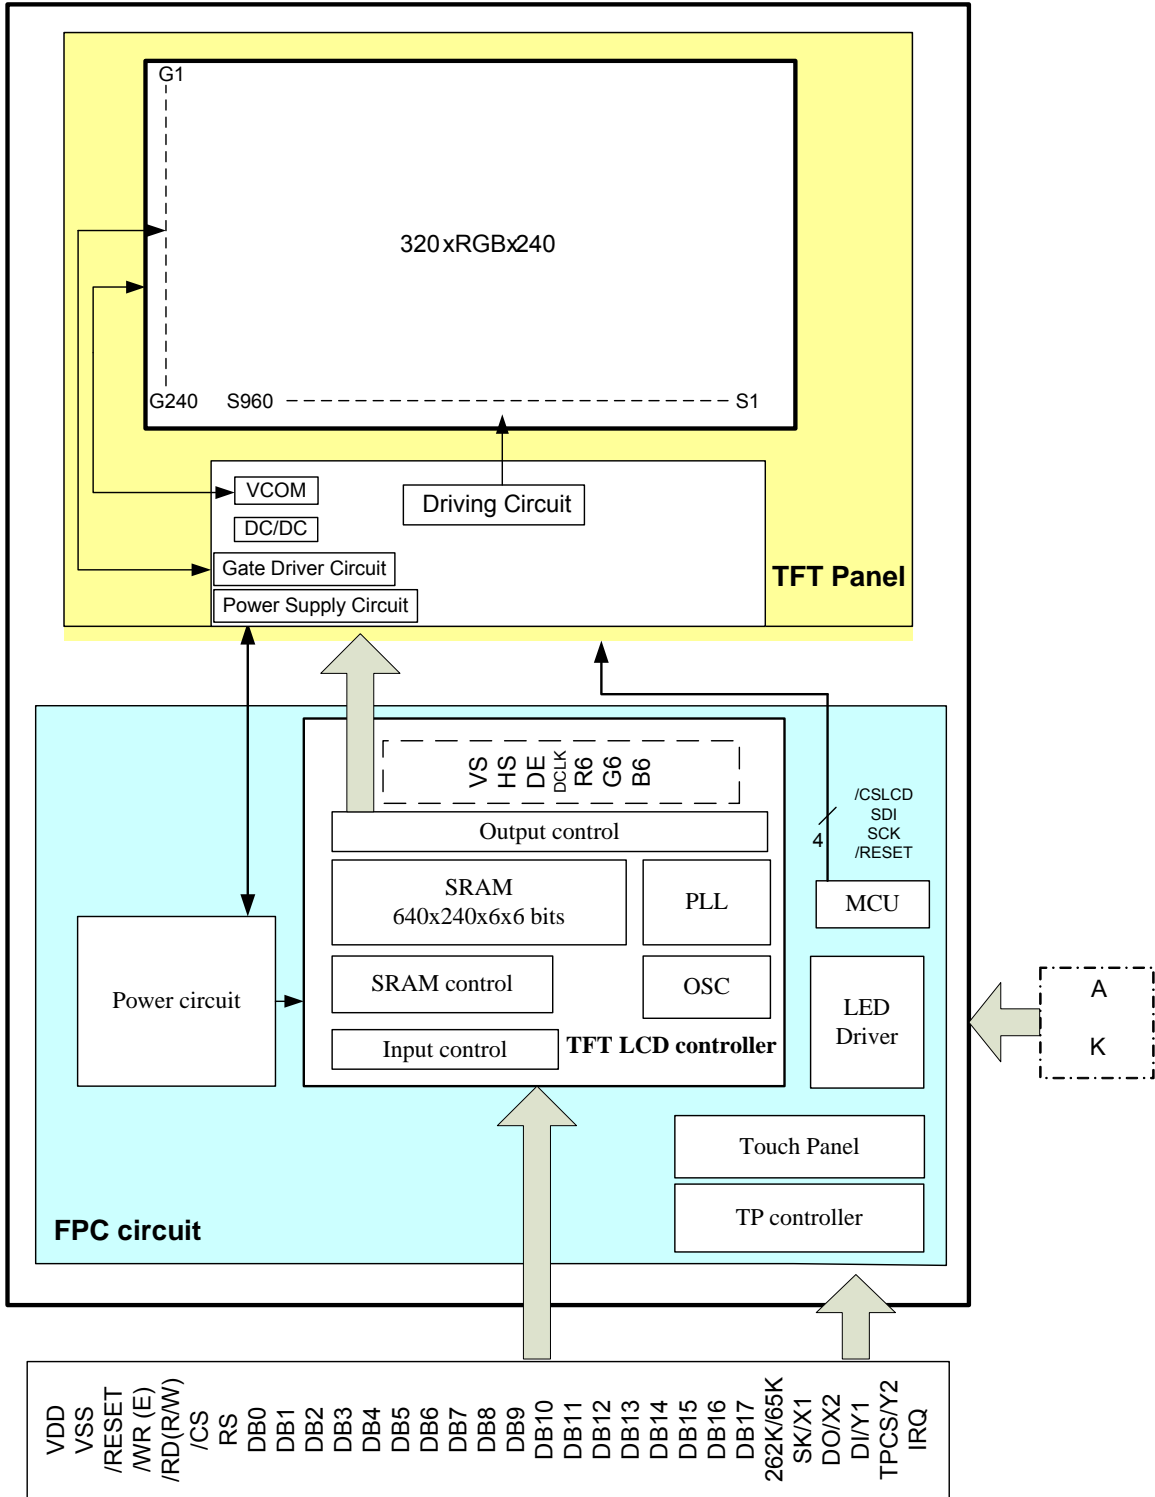 G1
320xRGBx240
G240
S960
S1
VCOM
Driving Circuit
DC/DC
Gate Driver Circuit
TFT Panel
Power Supply Circuit
VS
HS
DE
DCLK
R6
G6
B6
/CSLCD
SDI
SCK
/RESET
4
Output control
SRAM
640x240x6x6 bits
PLL
MCU
Power circuit
SRAM control
OSC
LED
Driver
A
K
Input control
TFT LCD controller
Touch Panel
TP controller
FPC circuit
VDD
VSS
/RESET
/WR (E)
/RD(R/W)
/CS
RS
DB0
DB1
DB2
DB3
DB4
DB5
DB6
DB7
DB8
DB9
DB10
DB11
DB12
DB13
DB14
DB15
DB16
DB17
262K/65K
SK/X1
DO/X2
DI/Y1
TPCS/Y2
IRQ